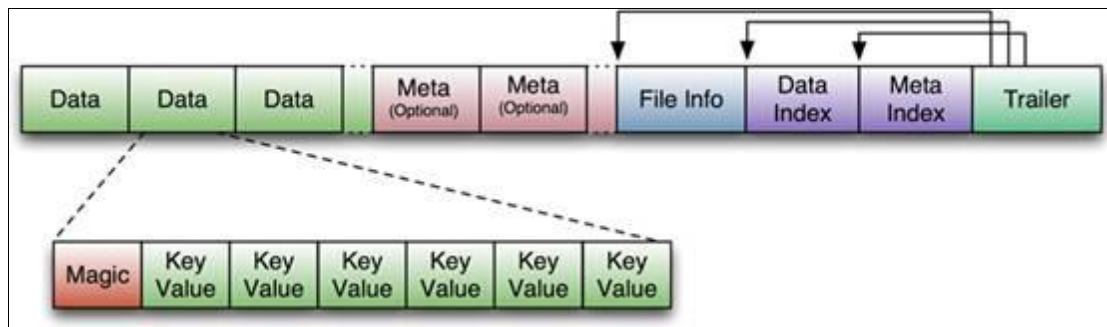 Data
Data
Data
Meta
(Optional)
Meta
(Optional)
File Info
Data
Index
Meta
Index
Trailer
Magic
Key
Value
Key
Value
Key
Value
Key
Value
Key
Value
Key
Value